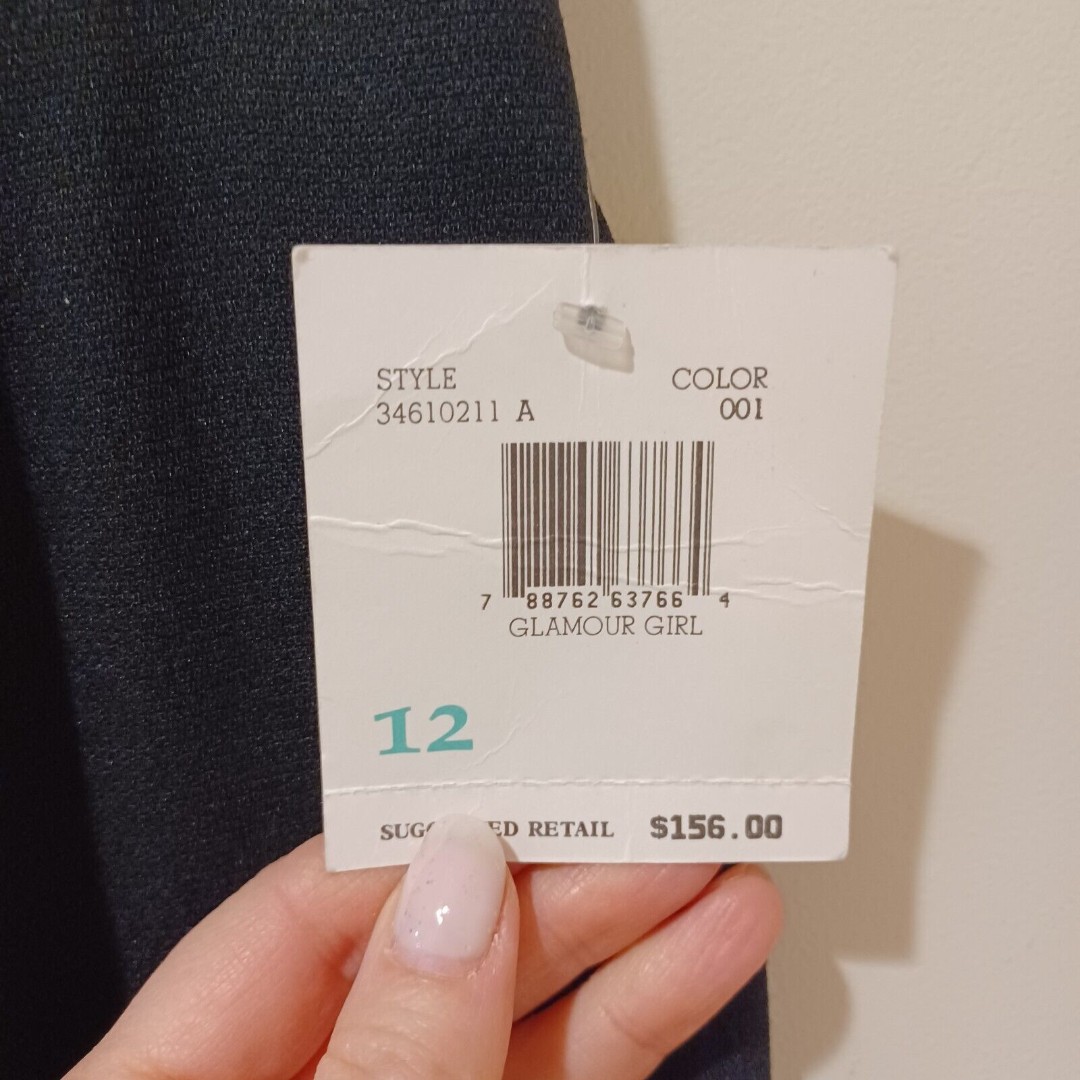 STYLE
COLOR
34610211 A
001
7 88762 63766 4
GLAMOUR GIRL
12
RETAIL $156.00